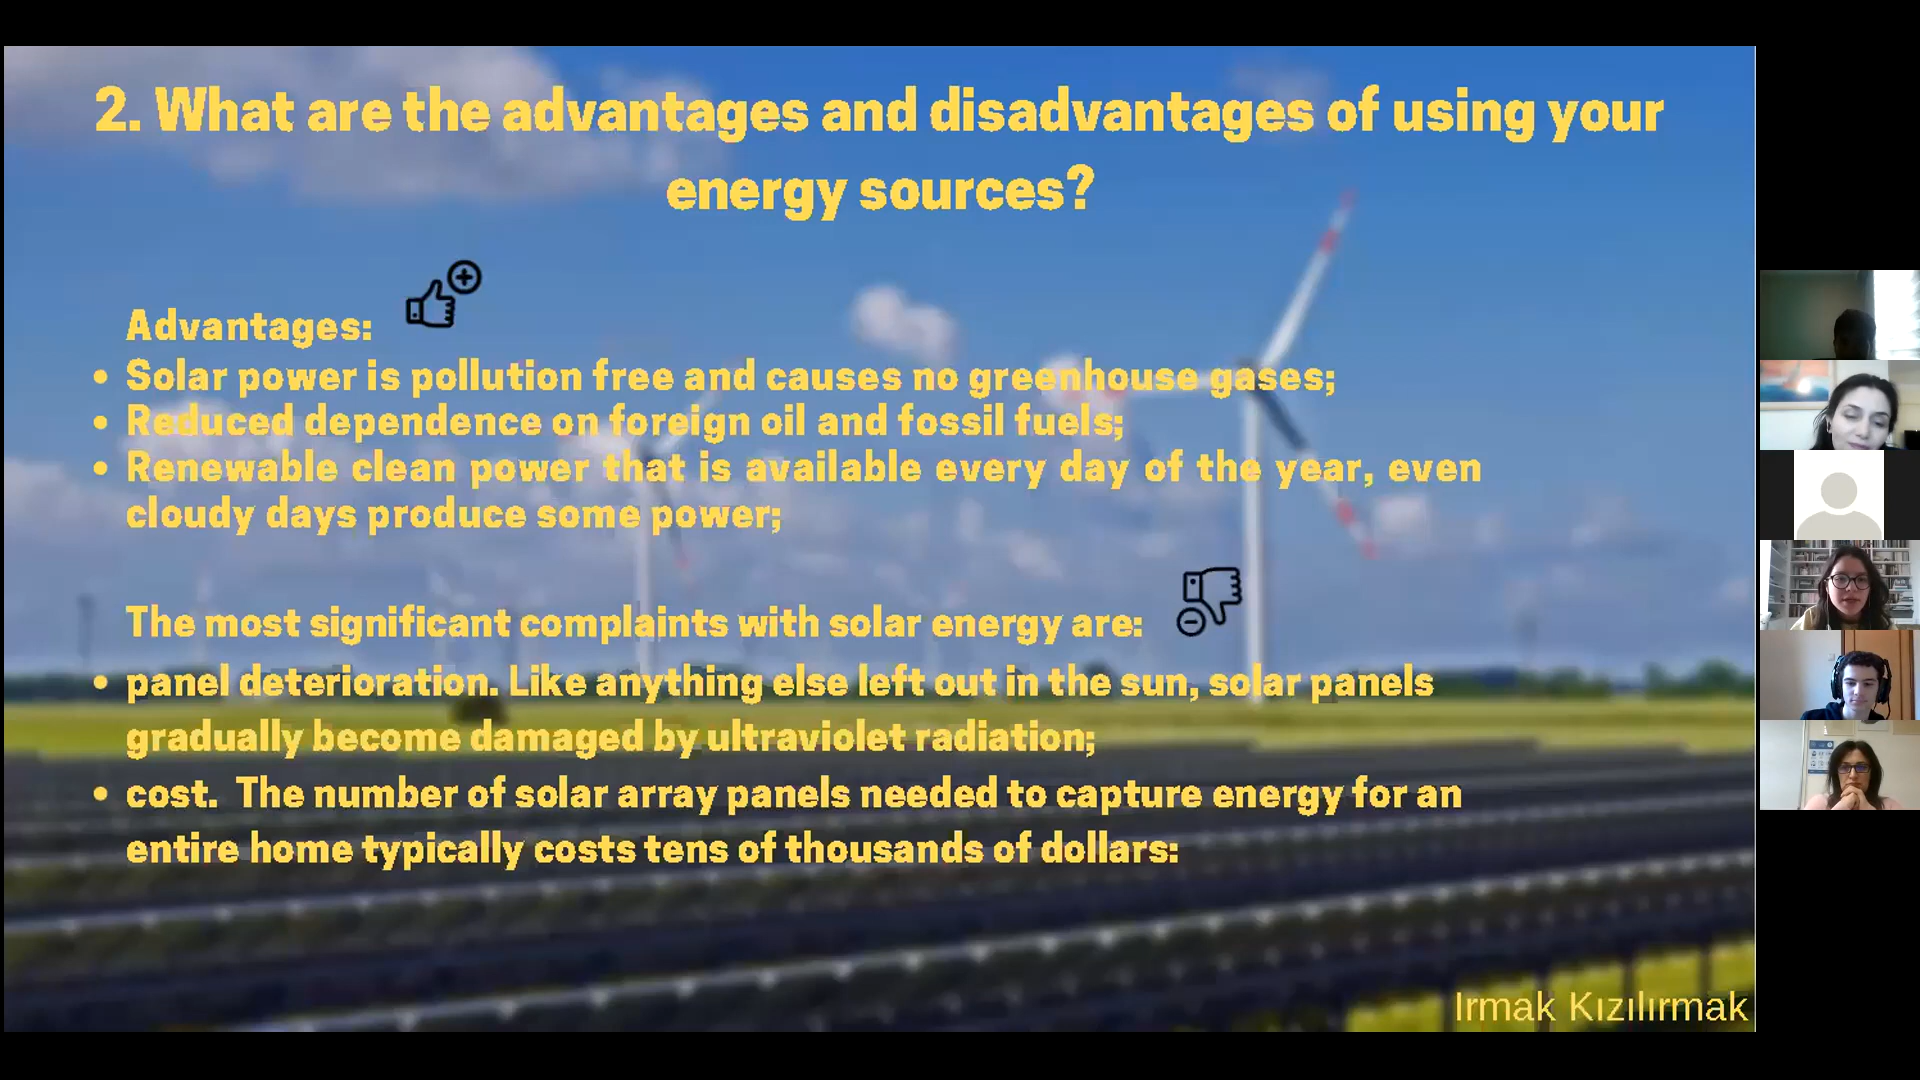 2. What are the advantages and disadvantages of using your
energy sources?
Advantages:
• Solar power is pollution free and causes no greenhouse gases;
• Reduced dependence on foreign oil and fossil fuels;
• Renewable clean power that is available every day of the year, even
cloudy days produce some power;
The most significant complaints with solar energy are:
• panel deterioration. Like anything else left out in the sun, solar panels
gradually become damaged by ultraviolet radiation;
• cost.  The number of solar array panels needed to capture energy for an
entire home typically costs tens of thousands of dollars:
Irmak Kızılırmak